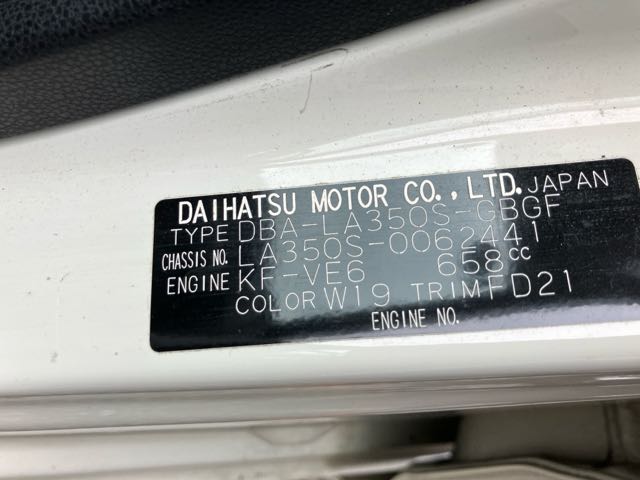 DAIHATSU MOTOR CO., LTD. JAPAN
TYPE DBA-LA350S-GBGF
CHASSIS NO. LA350S-0062441
ENGINE KF-VE6 658cc
COLOR W19 TRIM FD21
ENGINE NO.